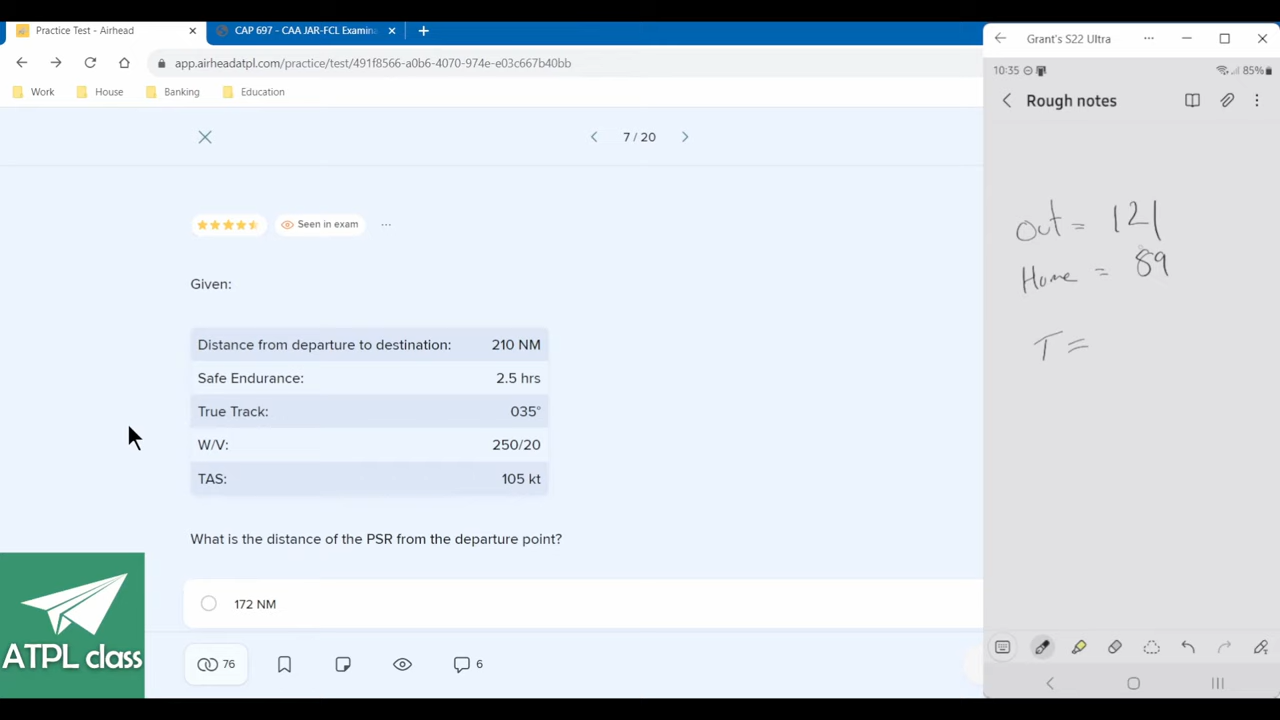 Practice Test - Airhead
CAP 697 - CAA JAR-FCL Examina
app.airheadatpl.com/practice/test/491f8566-a0b6-4070-974e-e03c667b40bb
Work House Banking Education
7 / 20
Seen in exam
Given:
Distance from departure to destination: 210 NM
Safe Endurance: 2.5 hrs
True Track: 035°
W/V: 250/20
TAS: 105 kt
What is the distance of the PSR from the departure point?
172 NM
76
6
ATPL class
Grant's S22 Ultra
10:35 85%
Rough notes
Out = 121
Home = 89
T =